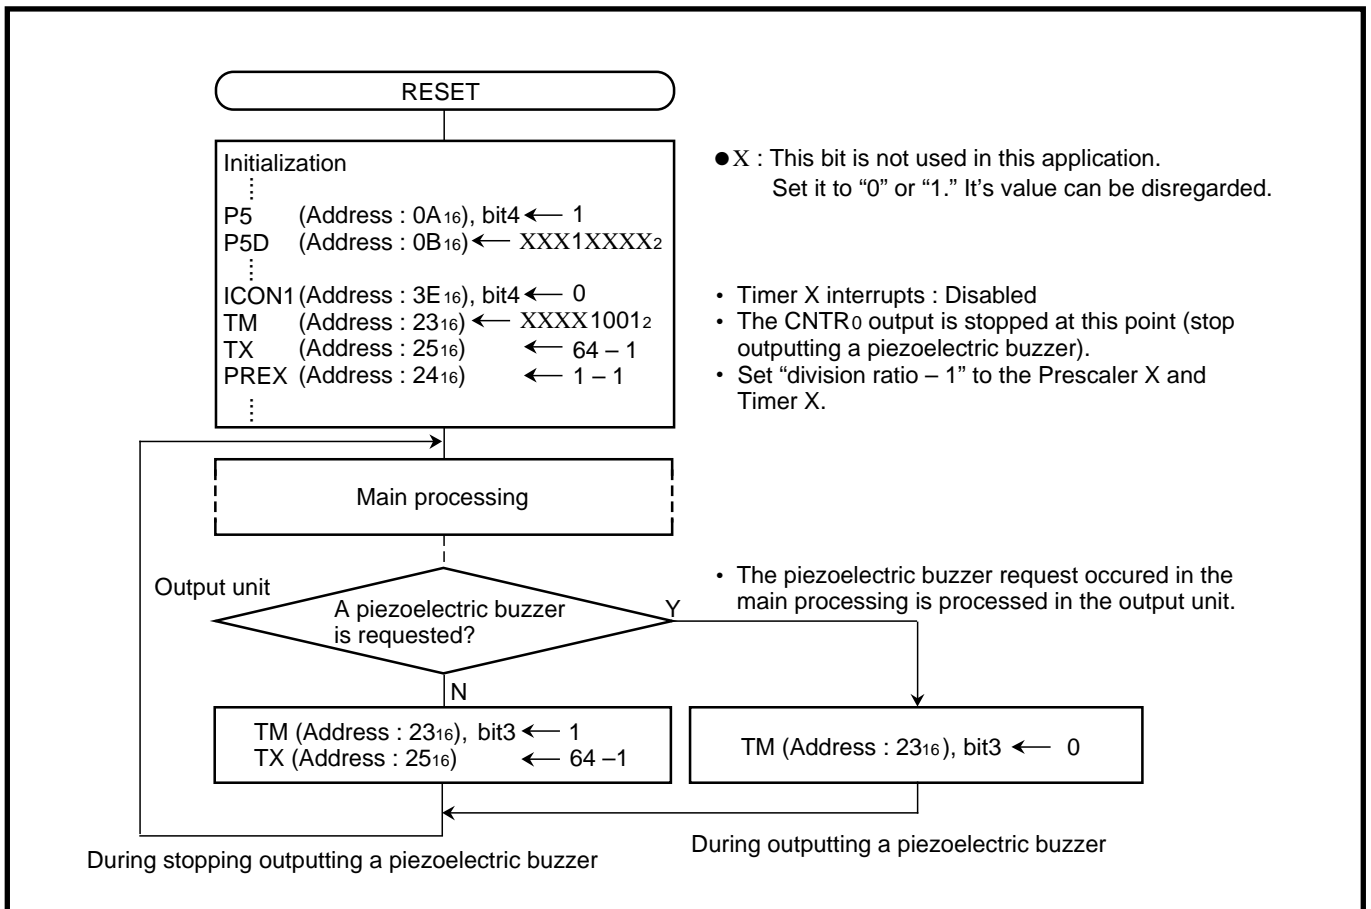 RESET
Initialization
P5 (Address : 0A16), bit4 ← 1
P5D (Address : 0B16) ← XXX1XXXX2
ICON1 (Address : 3E16), bit4 ← 0
TM (Address : 2316) ← XXXX10012
TX (Address : 2516) ← 64 – 1
PREX (Address : 2416) ← 1 – 1
●X : This bit is not used in this application.
Set it to “0” or “1.” It’s value can be disregarded.
• Timer X interrupts : Disabled
• The CNTR0 output is stopped at this point (stop
outputting a piezoelectric buzzer).
• Set “division ratio – 1” to the Prescaler X and
Timer X.
Main processing
Output unit
A piezoelectric buzzer
is requested?
Y
N
• The piezoelectric buzzer request occured in the
main processing is processed in the output unit.
TM (Address : 2316), bit3 ← 1
TX (Address : 2516) ← 64 –1
TM (Address : 2316), bit3 ← 0
During stopping outputting a piezoelectric buzzer
During outputting a piezoelectric buzzer